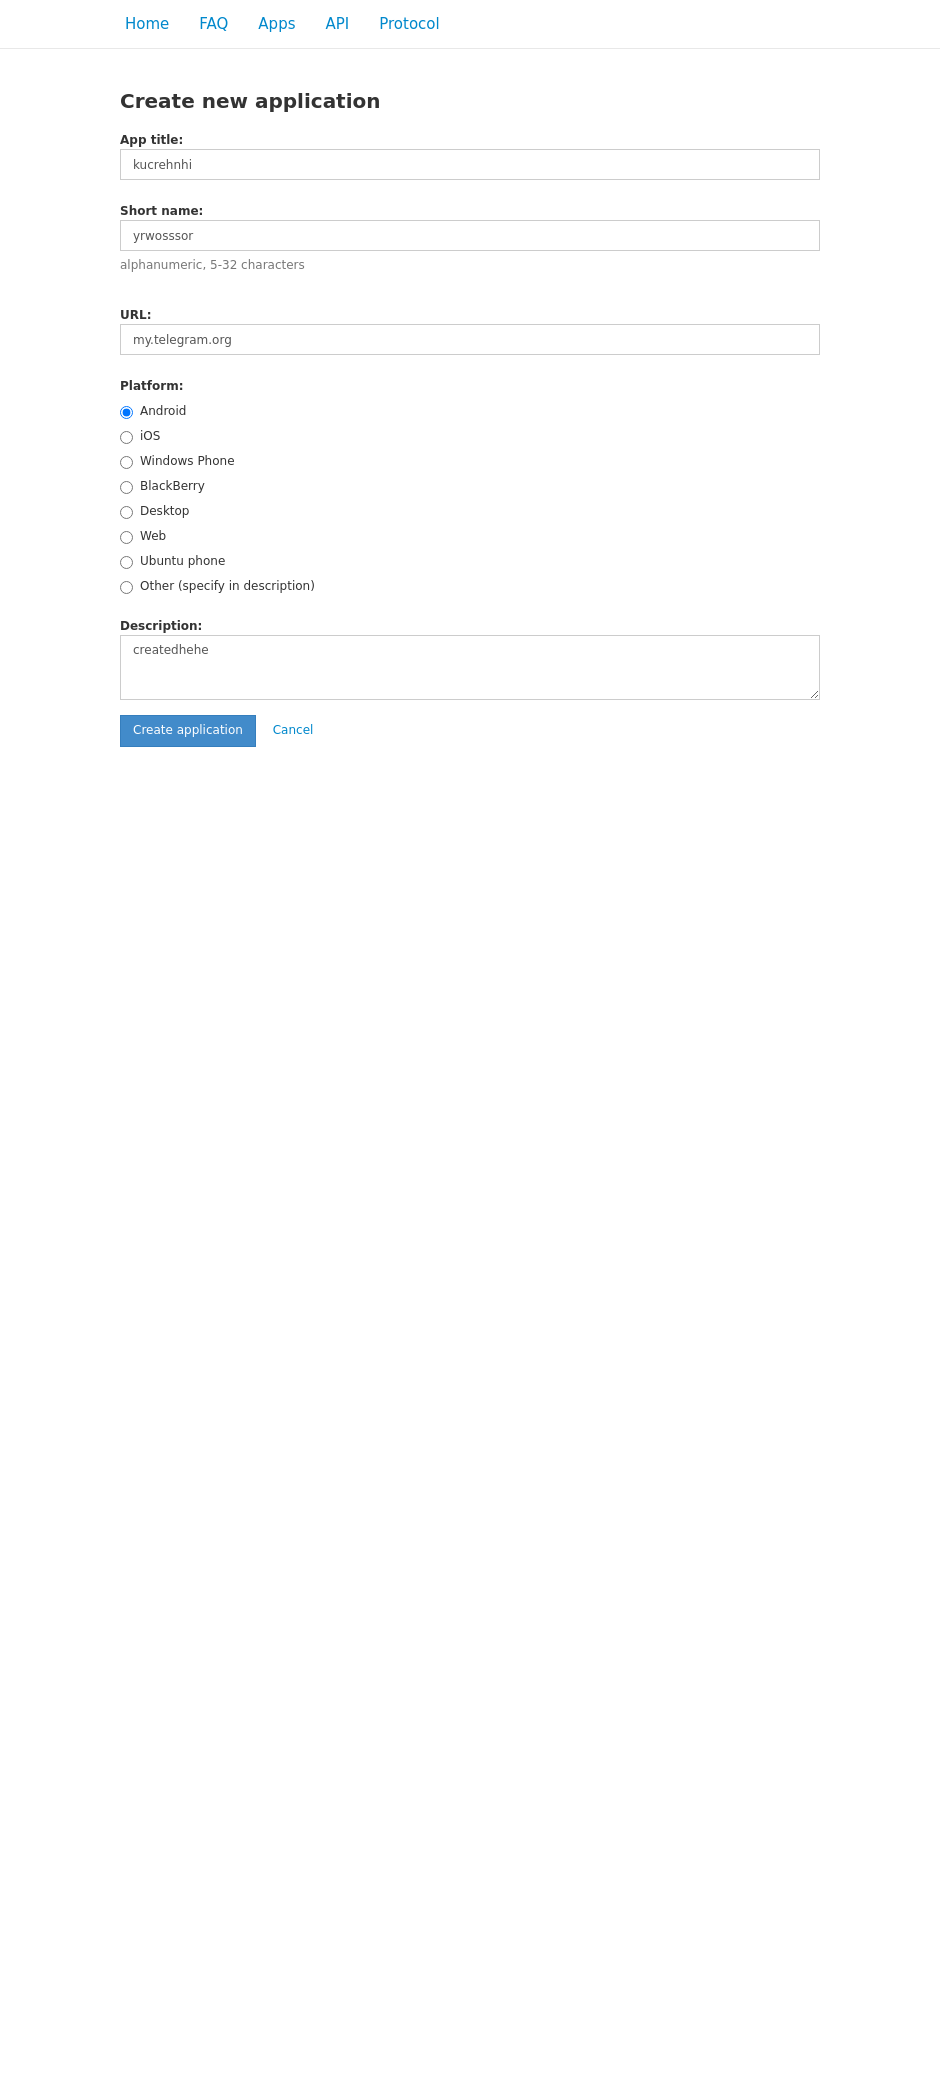 Home FAQ Apps API Protocol
Create new application
App title:
kucrehnhi
Short name:
yrwosssor
alphanumeric, 5-32 characters
URL:
my.telegram.org
Platform:
Android
iOS
Windows Phone
BlackBerry
Desktop
Web
Ubuntu phone
Other (specify in description)
Description:
createdhehe
Create application Cancel